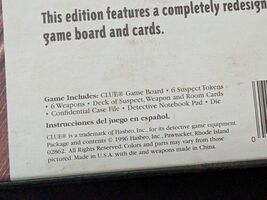 This edition features a completely redesig
game board and cards.
Game Includes: CLUE® Game Board • 6 Suspect Tokens
• 6 Weapons • Deck of Suspect, Weapon and Room Cards
• Confidential Case File • Detective Notebook Pad • Die
Instrucciones del juego en español.
CLUE® is a trademark of Hasbro, Inc. for its detective game equipment.
Package and contents © 1996 Hasbro, Inc., Pawtucket, Rhode Island
02862. All Rights Reserved. Colors and parts may vary from those
pictured. Made in U.S.A. with die and weapons made in China.